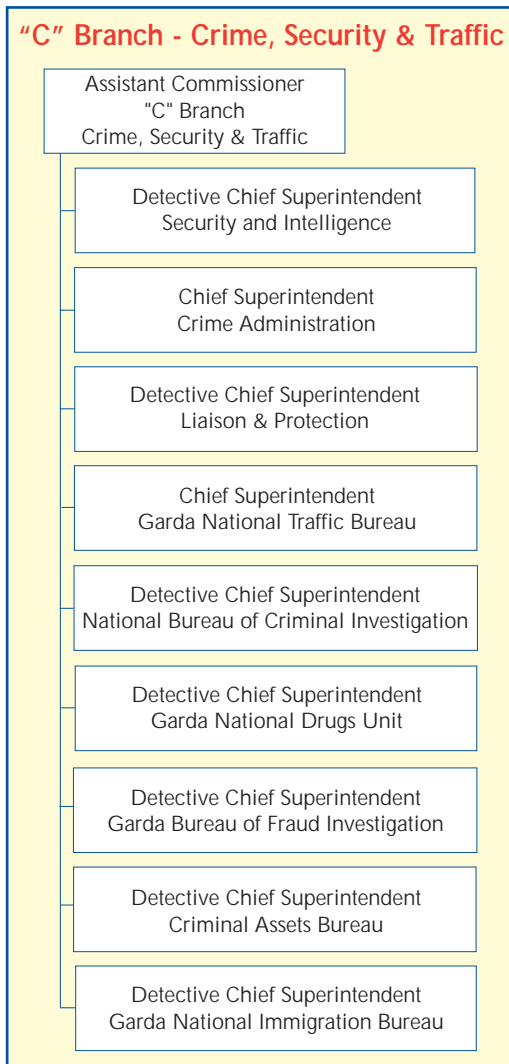 “C” Branch - Crime, Security & Traffic
Assistant Commissioner
"C" Branch
Crime, Security & Traffic
Detective Chief Superintendent
Security and Intelligence
Chief Superintendent
Crime Administration
Detective Chief Superintendent
Liaison & Protection
Chief Superintendent
Garda National Traffic Bureau
Detective Chief Superintendent
National Bureau of Criminal Investigation
Detective Chief Superintendent
Garda National Drugs Unit
Detective Chief Superintendent
Garda Bureau of Fraud Investigation
Detective Chief Superintendent
Criminal Assets Bureau
Detective Chief Superintendent
Garda National Immigration Bureau